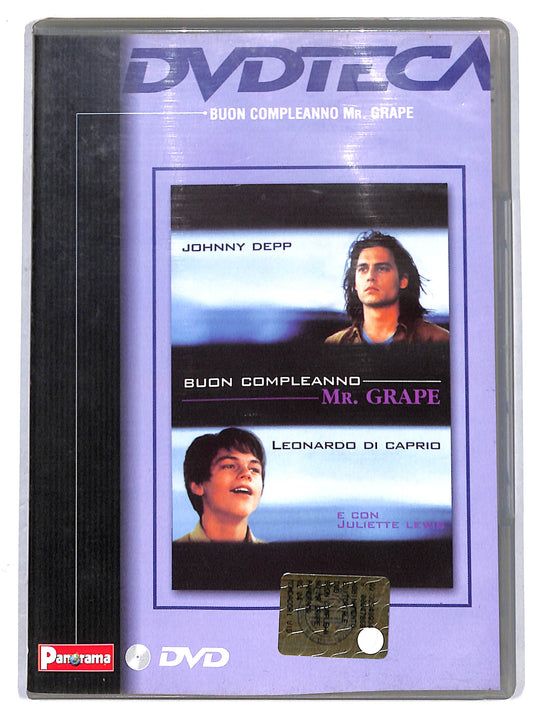 DVDTECA
BUON COMPLEANNO MR. GRAPE
JOHNNY DEPP
BUON COMPLEANNO
MR. GRAPE
LEONARDO DI CAPRIO
E CON
JULIETTE LEWIS
Panorama
DVD